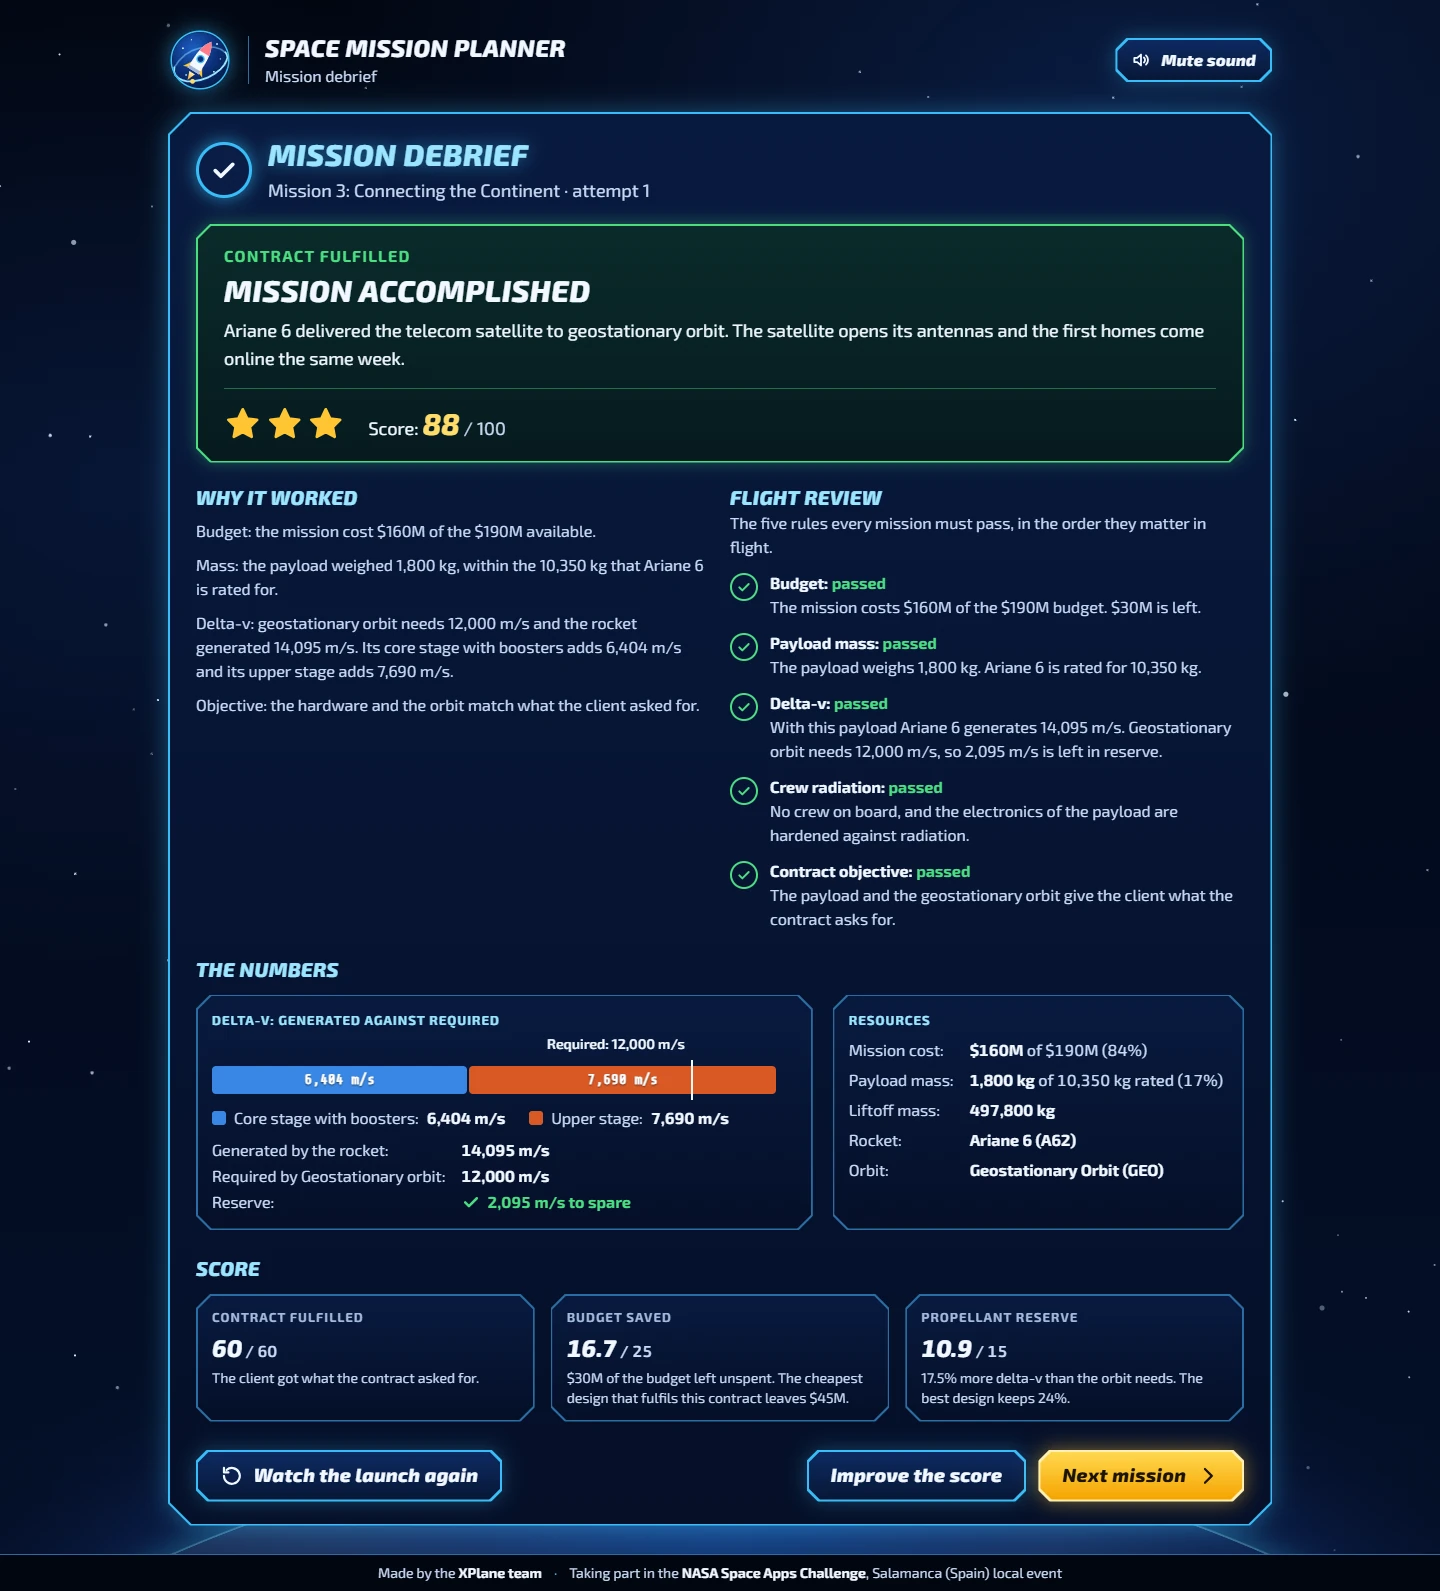 SPACE MISSION PLANNER
Mission debrief
Mute sound
MISSION DEBRIEF
Mission 3: Connecting the Continent · attempt 1
CONTRACT FULFILLED
MISSION ACCOMPLISHED
Ariane 6 delivered the telecom satellite to geostationary orbit. The satellite opens its antennas and the first homes come
online the same week.
Score: 88 / 100
WHY IT WORKED
Budget: the mission cost $160M of the $190M available.
Mass: the payload weighed 1,800 kg, within the 10,350 kg that Ariane 6
is rated for.
Delta-v: geostationary orbit needs 12,000 m/s and the rocket
generated 14,095 m/s. Its core stage with boosters adds 6,404 m/s
and its upper stage adds 7,690 m/s.
Objective: the hardware and the orbit match what the client asked for.
FLIGHT REVIEW
The five rules every mission must pass, in the order they matter in
flight.
Budget: passed
The mission costs $160M of the $190M budget. $30M is left.
Payload mass: passed
The payload weighs 1,800 kg. Ariane 6 is rated for 10,350 kg.
Delta-v: passed
With this payload Ariane 6 generates 14,095 m/s. Geostationary
orbit needs 12,000 m/s, so 2,095 m/s is left in reserve.
Crew radiation: passed
No crew on board, and the electronics of the payload are
hardened against radiation.
Contract objective: passed
The payload and the geostationary orbit give the client what the
contract asks for.
THE NUMBERS
DELTA-V: GENERATED AGAINST REQUIRED
Required: 12,000 m/s
6,404 m/s
7,690 m/s
Core stage with boosters: 6,404 m/s
Upper stage: 7,690 m/s
Generated by the rocket: 14,095 m/s
Required by Geostationary orbit: 12,000 m/s
Reserve: 2,095 m/s to spare
RESOURCES
Mission cost: $160M of $190M (84%)
Payload mass: 1,800 kg of 10,350 kg rated (17%)
Liftoff mass: 497,800 kg
Rocket: Ariane 6 (A62)
Orbit: Geostationary Orbit (GEO)
SCORE
CONTRACT FULFILLED
60 / 60
The client got what the contract asked for.
BUDGET SAVED
16.7 / 25
$30M of the budget left unspent. The cheapest
design that fulfils this contract leaves $45M.
PROPELLANT RESERVE
10.9 / 15
17.5% more delta-v than the orbit needs. The
best design keeps 24%.
Watch the launch again
Improve the score
Next mission
Made by the XPlane team · Taking part in the NASA Space Apps Challenge, Salamanca (Spain) local event